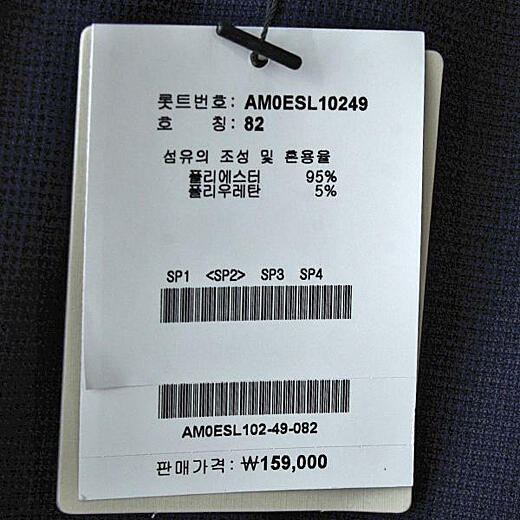 롯트번호: AM0ESL10249
호 칭: 82
섬유의 조성 및 혼용율
폴리에스터 95%
폴리우레탄 5%
SP1 <SP2> SP3 SP4
AM0ESL102-49-082
판매가격: ₩159,000